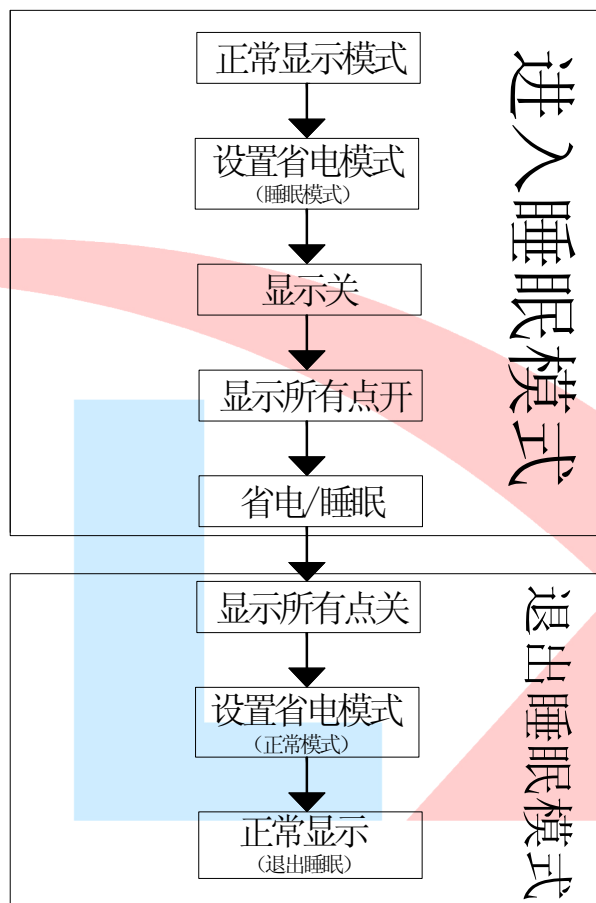 正常显示模式
设置省电模式
（睡眠模式）
显示关
显示所有点开
省电/睡眠
进入睡眠模式
显示所有点关
设置省电模式
（正常模式）
正常显示
（退出睡眠）
退出睡眠模式